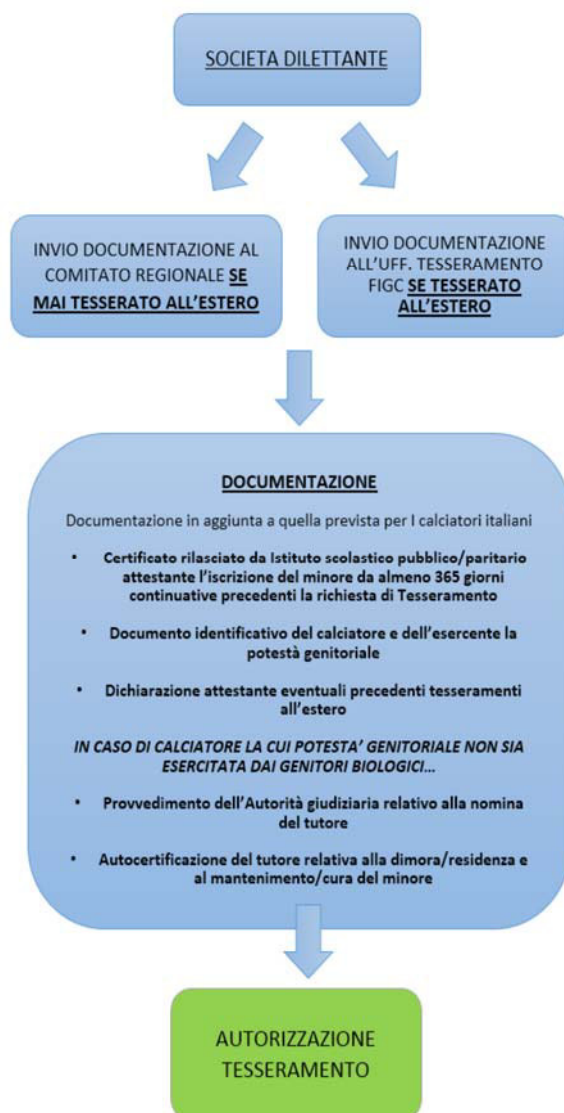 SOCIETA DILETTANTE
INVIO DOCUMENTAZIONE AL
COMITATO REGIONALE SE
MAI TESSERATO ALL'ESTERO
INVIO DOCUMENTAZIONE
ALL'UFF. TESSERAMENTO
FIGC SE TESSERATO
ALL'ESTERO
DOCUMENTAZIONE
Documentazione in aggiunta a quella prevista per I calciatori italiani
• Certificato rilasciato da Istituto scolastico pubblico/paritario
attestante l'iscrizione del minore da almeno 365 giorni
continuative precedenti la richiesta di Tesseramento
• Documento identificativo del calciatore e dell'esercente la
potestà genitoriale
• Dichiarazione attestante eventuali precedenti tesseramenti
all'estero
IN CASO DI CALCIATORE LA CUI POTESTA' GENITORIALE NON SIA
ESERCITATA DAI GENITORI BIOLOGICI...
• Provvedimento dell'Autorità giudiziaria relativo alla nomina
del tutore
• Autocertificazione del tutore relativa alla dimora/residenza e
al mantenimento/cura del minore
AUTORIZZAZIONE
TESSERAMENTO